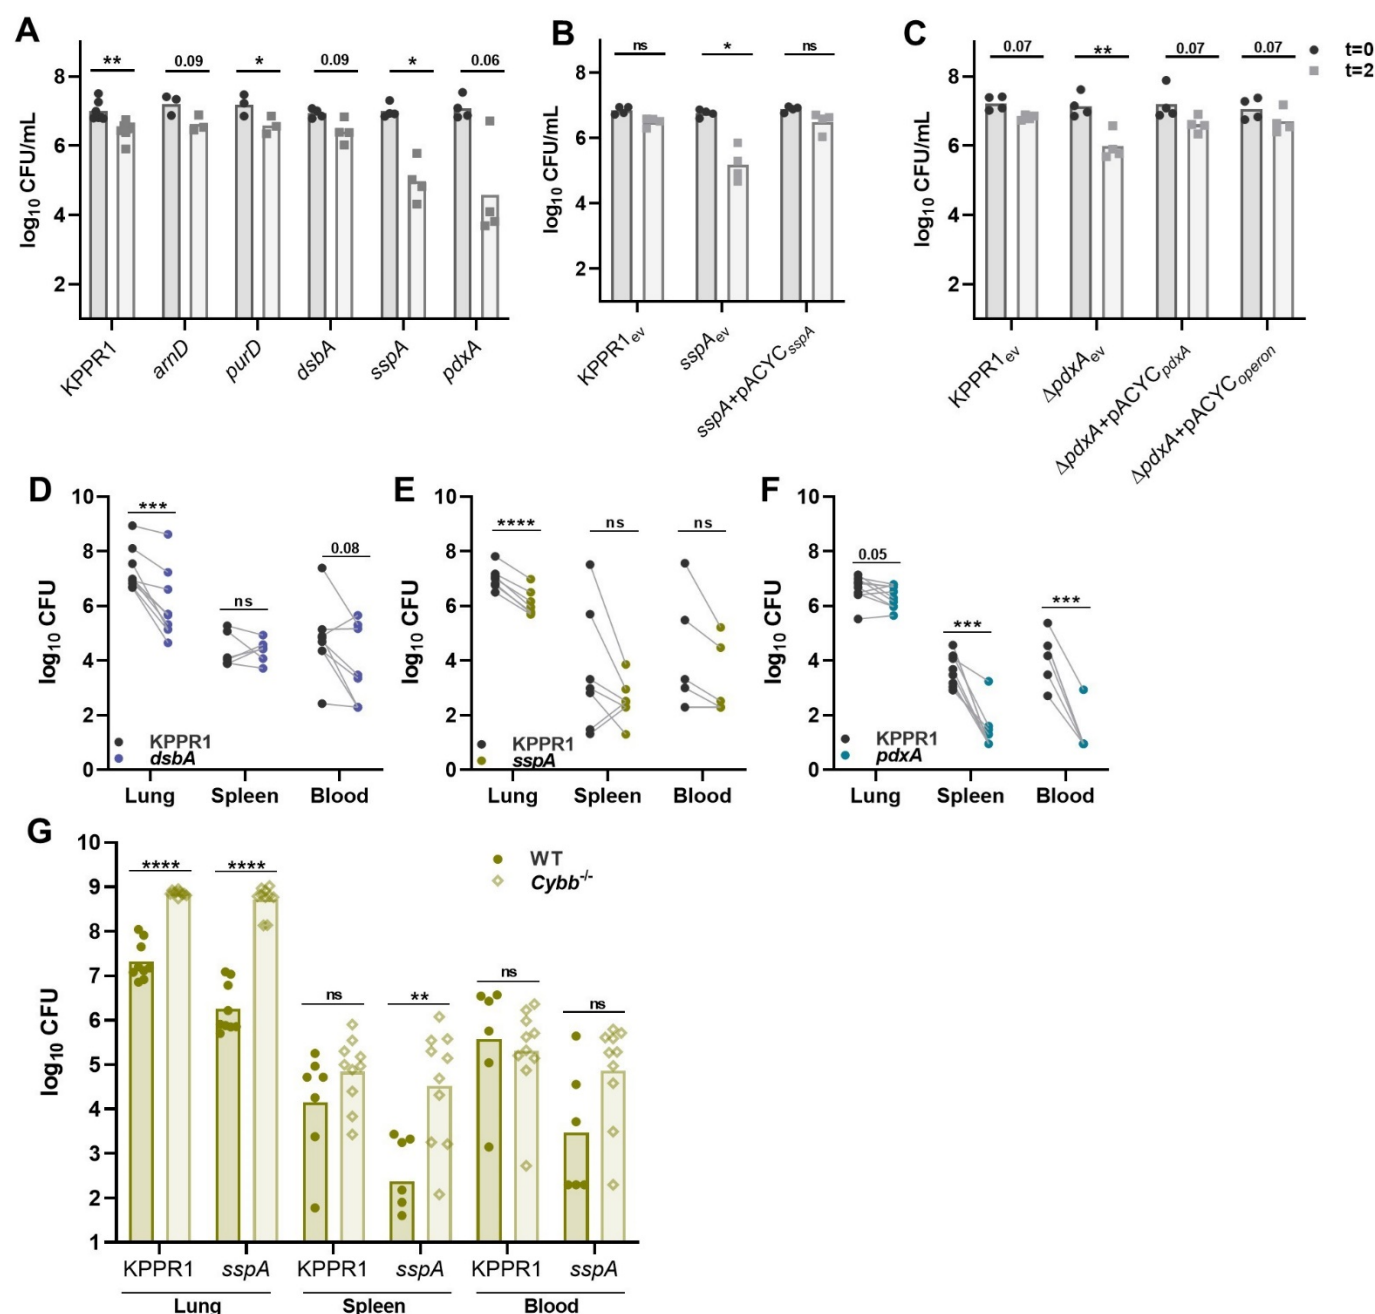 A
B
C
t=0
t=2
** 0.09 * 0.09 * 0.06
ns * ns
0.07 ** 0.07 0.07
log10 CFU/mL
8
6
4
2
KPPR1 arnD purD dsbA sspA pdxA
log10 CFU/mL
8
6
4
2
KPPR1ev sspAev sspA+pACYCsspA
log10 CFU/mL
8
6
4
2
KPPR1ev ΔpdxAev ΔpdxA+pACYCpdxA ΔpdxA+pACYCoperon
D
log10 CFU
10
8
6
4
2
0
*** ns 0.08
KPPR1
dsbA
Lung Spleen Blood
E
log10 CFU
10
8
6
4
2
0
**** ns ns
KPPR1
sspA
Lung Spleen Blood
F
log10 CFU
10
8
6
4
2
0
0.05 *** ***
KPPR1
pdxA
Lung Spleen Blood
G
log10 CFU
10
9
8
7
6
5
4
3
2
1
**** **** ns ** ns ns
WT
Cybb-/-
KPPR1 sspA KPPR1 sspA KPPR1 sspA
Lung Spleen Blood